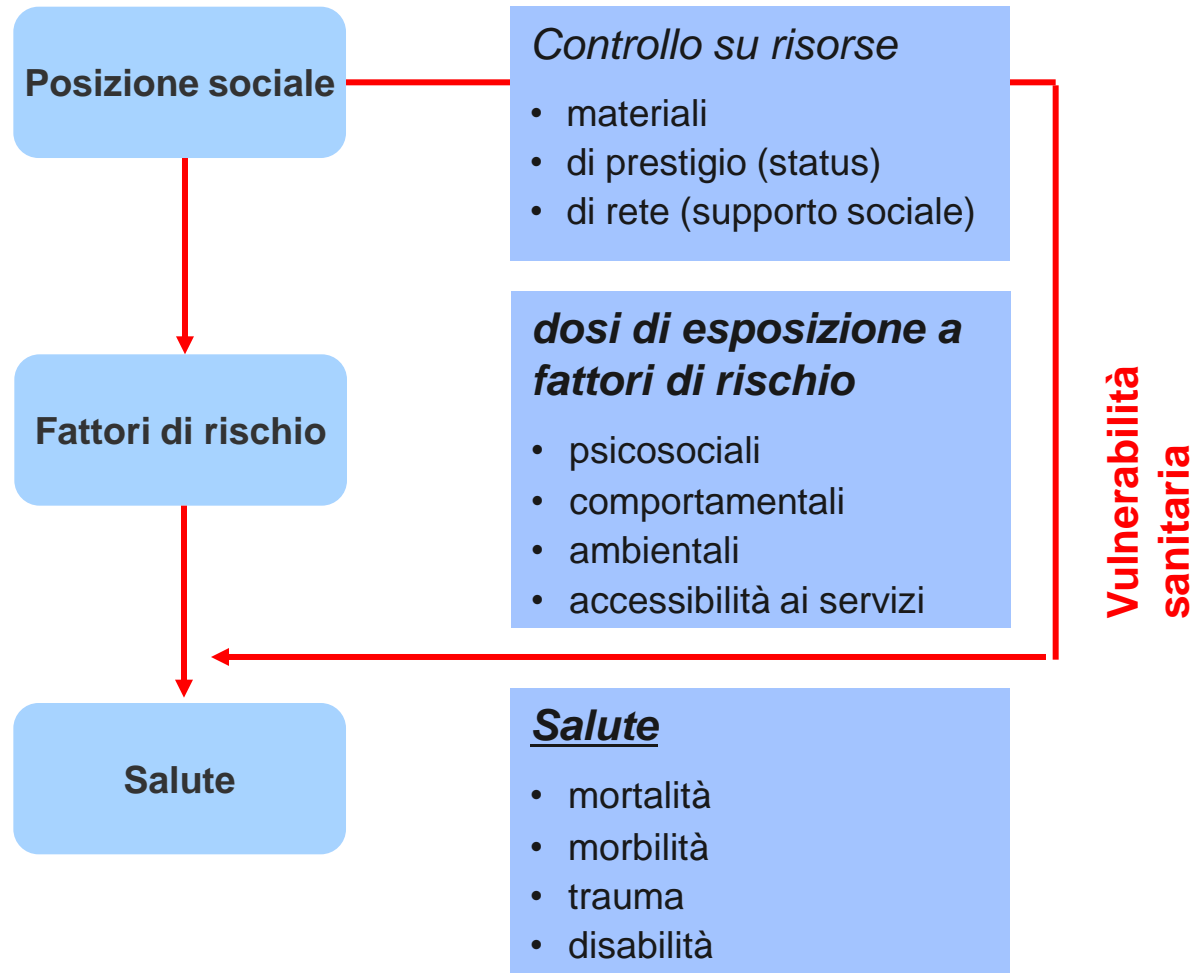 Posizione sociale
Controllo su risorse
• materiali
• di prestigio (status)
• di rete (supporto sociale)
Fattori di rischio
dosi di esposizione a
fattori di rischio
• psicosociali
• comportamentali
• ambientali
• accessibilità ai servizi
Vulnerabilità
sanitaria
Salute
Salute
• mortalità
• morbilità
• trauma
• disabilità